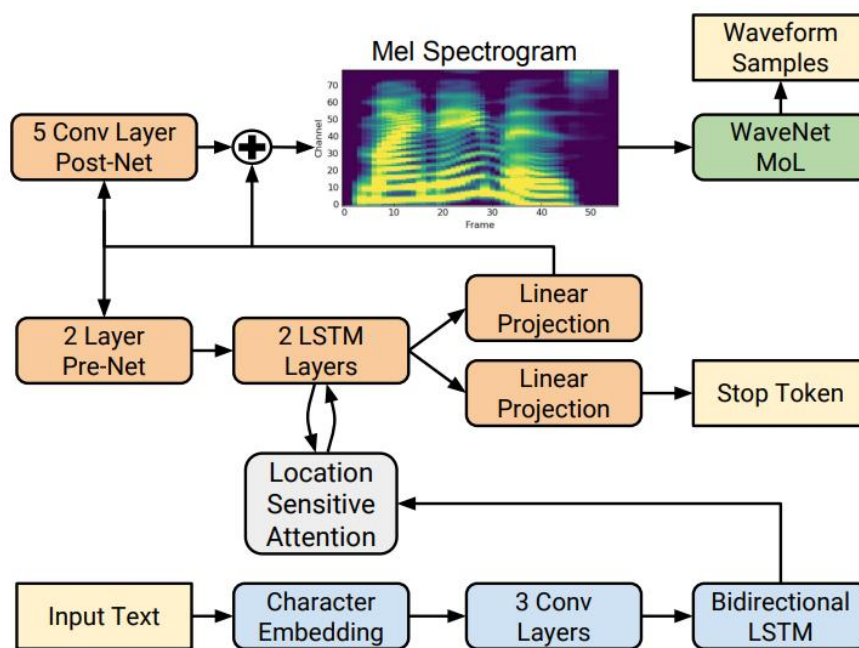 Mel Spectrogram
Waveform
Samples
5 Conv Layer
Post-Net
70
60
50
40
30
20
10
0
Channel
0
10
20
30
40
50
Frame
WaveNet
MoL
2 Layer
Pre-Net
2 LSTM
Layers
Linear
Projection
Linear
Projection
Stop Token
Location
Sensitive
Attention
Input Text
Character
Embedding
3 Conv
Layers
Bidirectional
LSTM